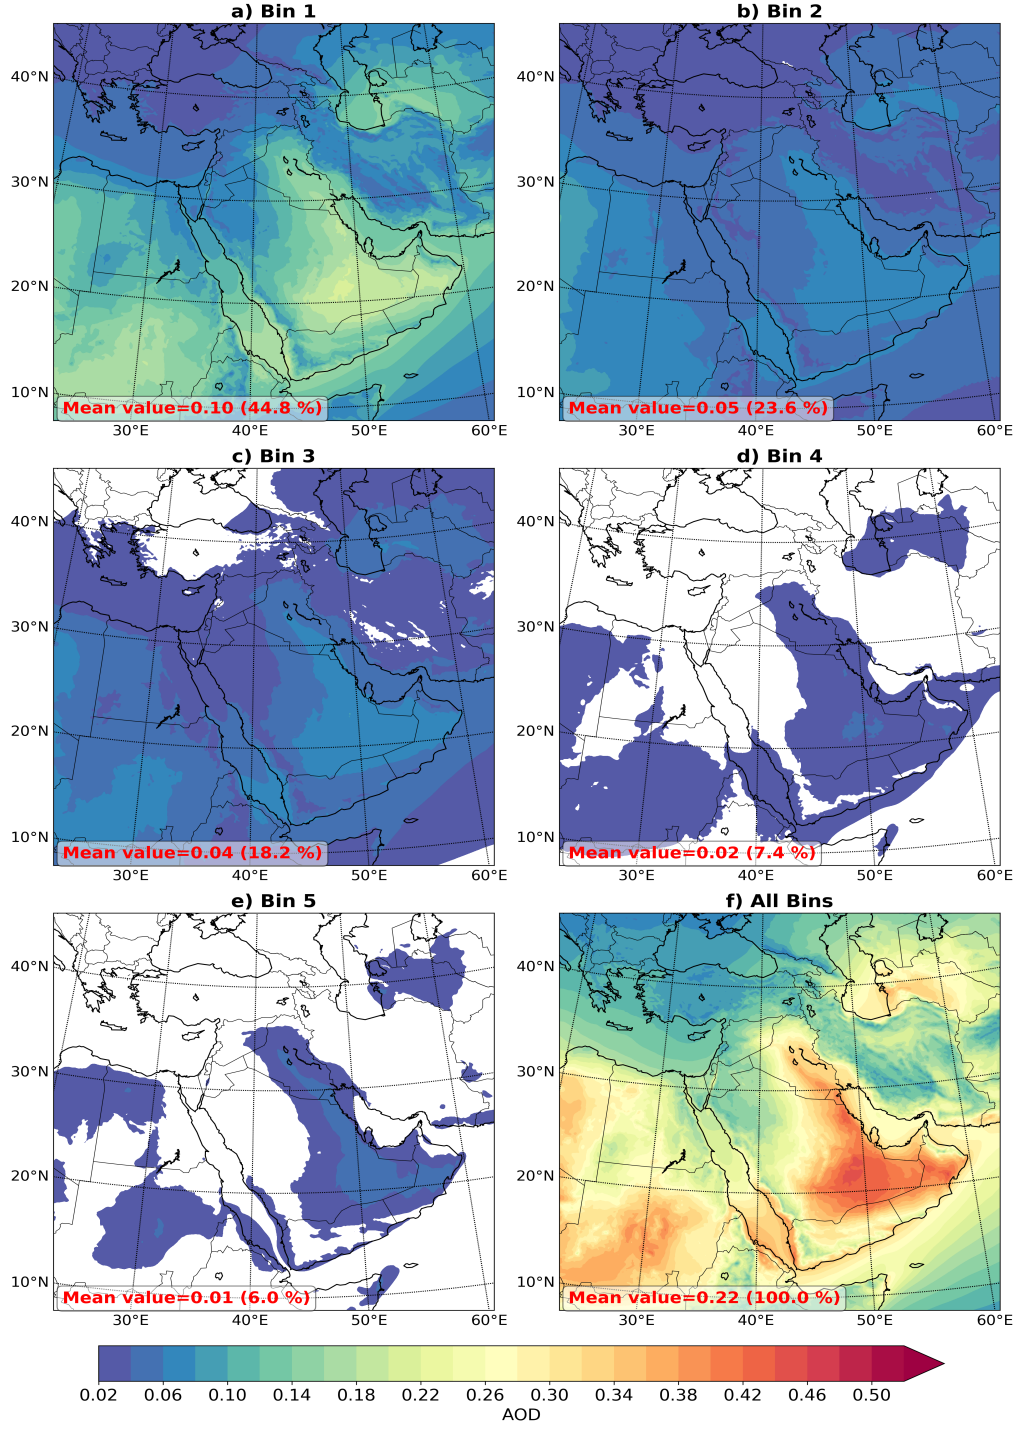 a) Bin 1
b) Bin 2
40°N
30°N
20°N
10°N
40°N
30°N
20°N
10°N
Mean value=0.10 (44.8 %)
Mean value=0.05 (23.6 %)
30°E 40°E 50°E 60°E
30°E 40°E 50°E 60°E
c) Bin 3
d) Bin 4
40°N
30°N
20°N
10°N
40°N
30°N
20°N
10°N
Mean value=0.04 (18.2 %)
Mean value=0.02 (7.4 %)
30°E 40°E 50°E 60°E
30°E 40°E 50°E 60°E
e) Bin 5
f) All Bins
40°N
30°N
20°N
10°N
40°N
30°N
20°N
10°N
Mean value=0.01 (6.0 %)
Mean value=0.22 (100.0 %)
30°E 40°E 50°E 60°E
30°E 40°E 50°E 60°E
0.02 0.06 0.10 0.14 0.18 0.22 0.26 0.30 0.34 0.38 0.42 0.46 0.50
AOD